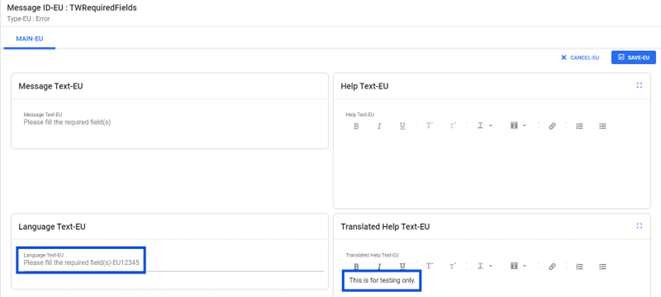 Message ID-EU : TWRequiredFields
Type-EU : Error
MAIN-EU
CANCEL-EU
SAVE-EU
Message Text-EU
Message Text-EU
Please fill the required field(s)
Help Text-EU
Help Text-EU
B I U
Language Text-EU
Language Text-EU
Please fill the required field(s)-EU12345
Translated Help Text-EU
Translated Help Text-EU
B I U
This is for testing only.